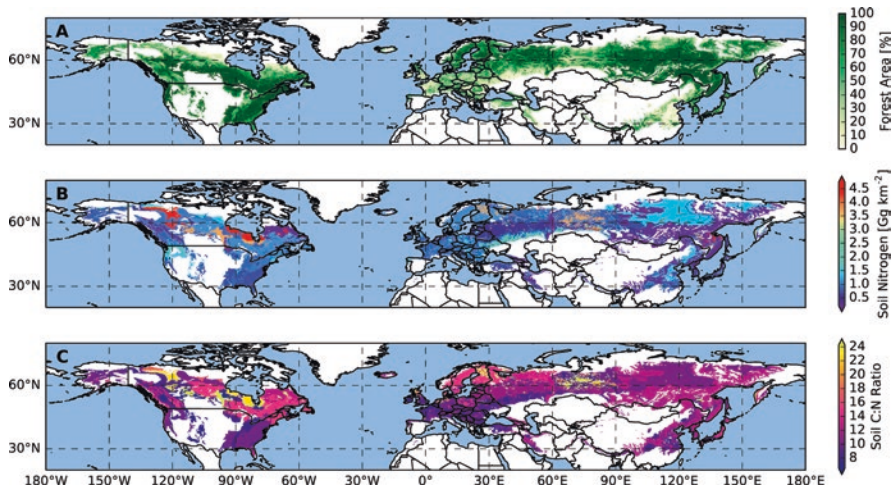 A
60°N
30°N
100
90
80
70
60
50
40
30
20
10
0
Forest Area [%]
B
60°N
30°N
4.5
4.0
3.5
3.0
2.5
2.0
1.5
1.0
0.5
Soil Nitrogen [Gg km⁻²]
C
60°N
30°N
24
22
20
18
16
14
12
10
8
Soil C:N Ratio
180°W 150°W 120°W 90°W 60°W 30°W 0° 30°E 60°E 90°E 120°E 150°E 180°E